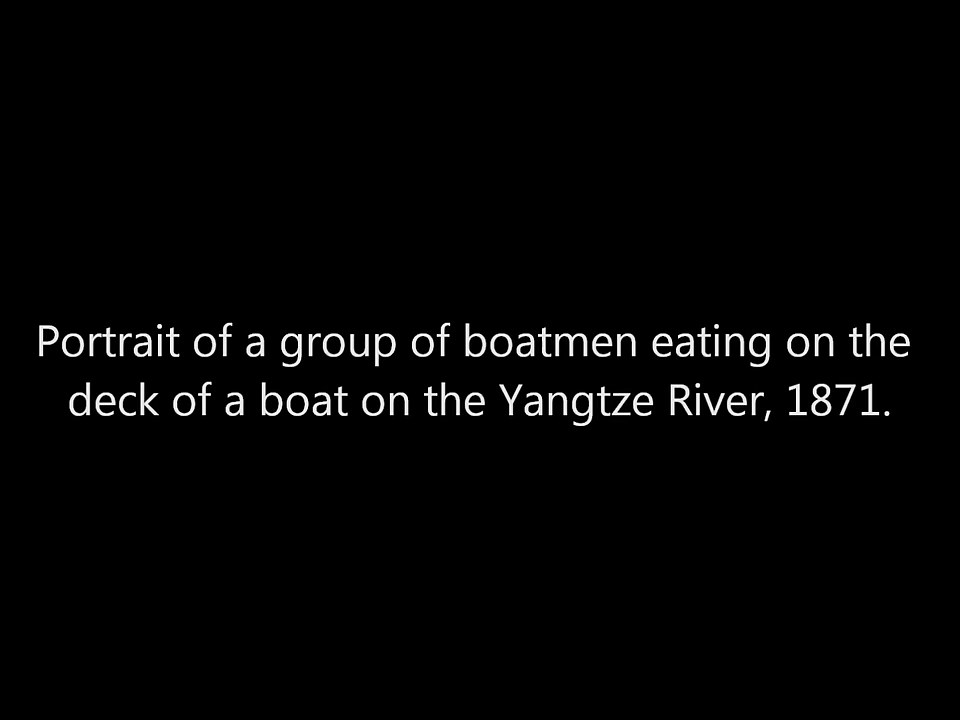 Portrait of a group of boatmen eating on the
deck of a boat on the Yangtze River, 1871.